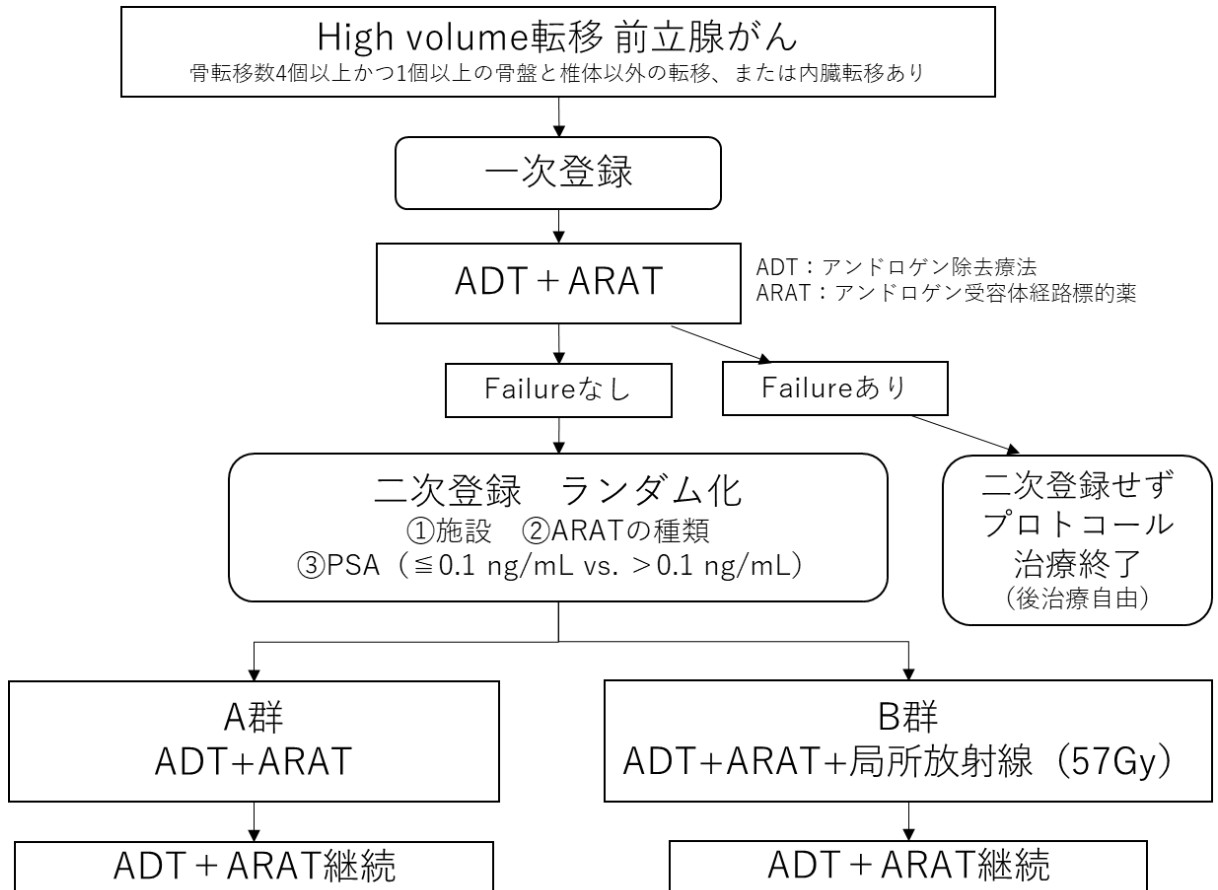 High volume転移 前立腺がん
骨転移数4個以上かつ1個以上の骨盤と椎体以外の転移、または内臓転移あり
一次登録
ADT＋ARAT
ADT：アンドロゲン除去療法
ARAT：アンドロゲン受容体経路標的薬
Failureなし
Failureあり
二次登録　ランダム化
①施設　②ARATの種類
③PSA（≦0.1 ng/mL vs. ＞0.1 ng/mL）
二次登録せず
プロトコール
治療終了
（後治療自由）
A群
ADT+ARAT
B群
ADT+ARAT+局所放射線（57Gy）
ADT＋ARAT継続
ADT＋ARAT継続